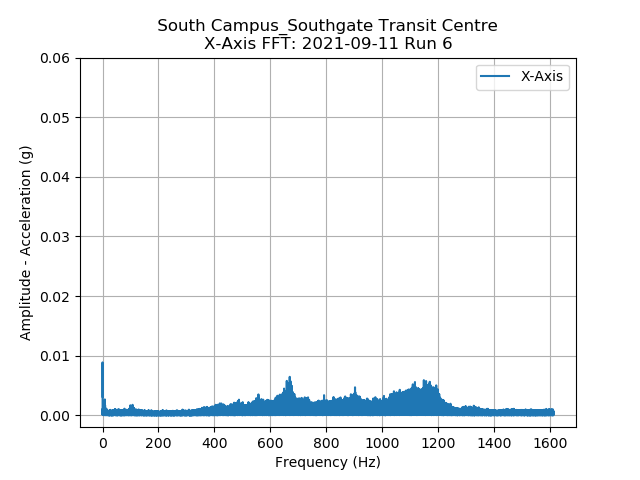 South Campus_Southgate Transit Centre
X-Axis FFT: 2021-09-11 Run 6
X-Axis
0.06
0.05
0.04
0.03
0.02
0.01
0.00
Amplitude - Acceleration (g)
0 200 400 600 800 1000 1200 1400 1600
Frequency (Hz)